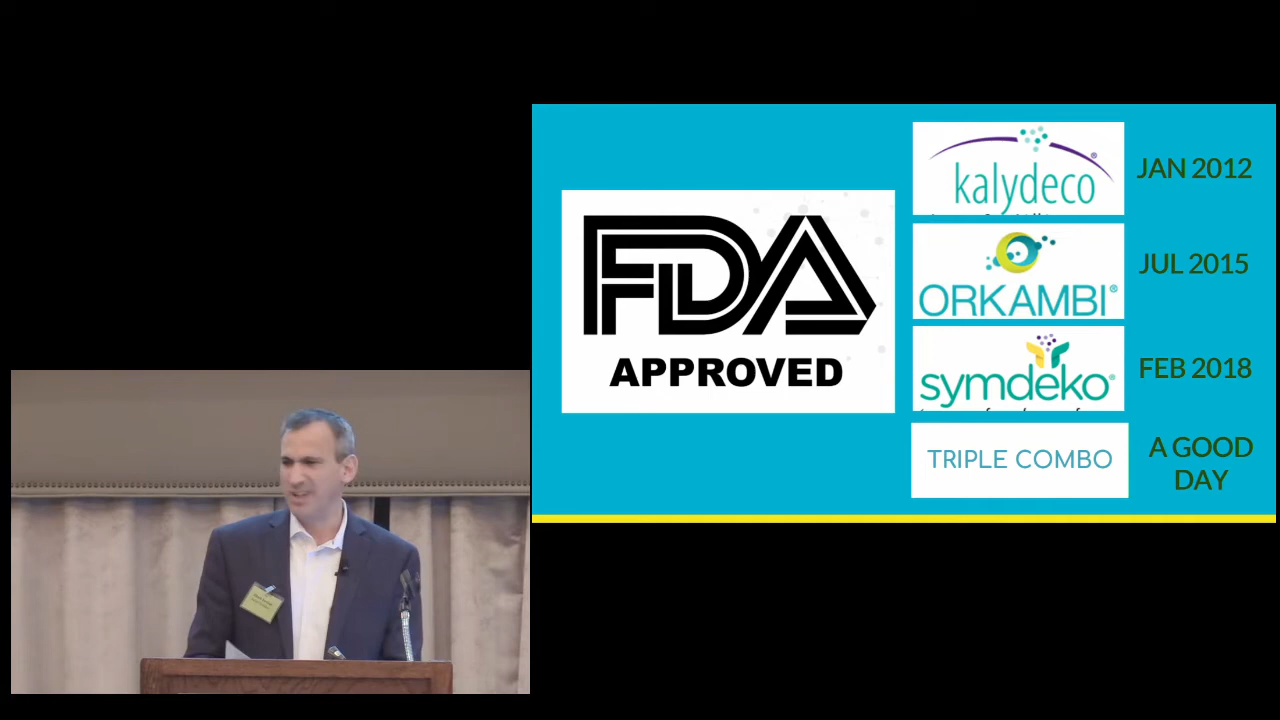 FDA
APPROVED
kalydeco®
JAN 2012
ORKAMBI®
JUL 2015
symdeko®
FEB 2018
TRIPLE COMBO
A GOOD
DAY